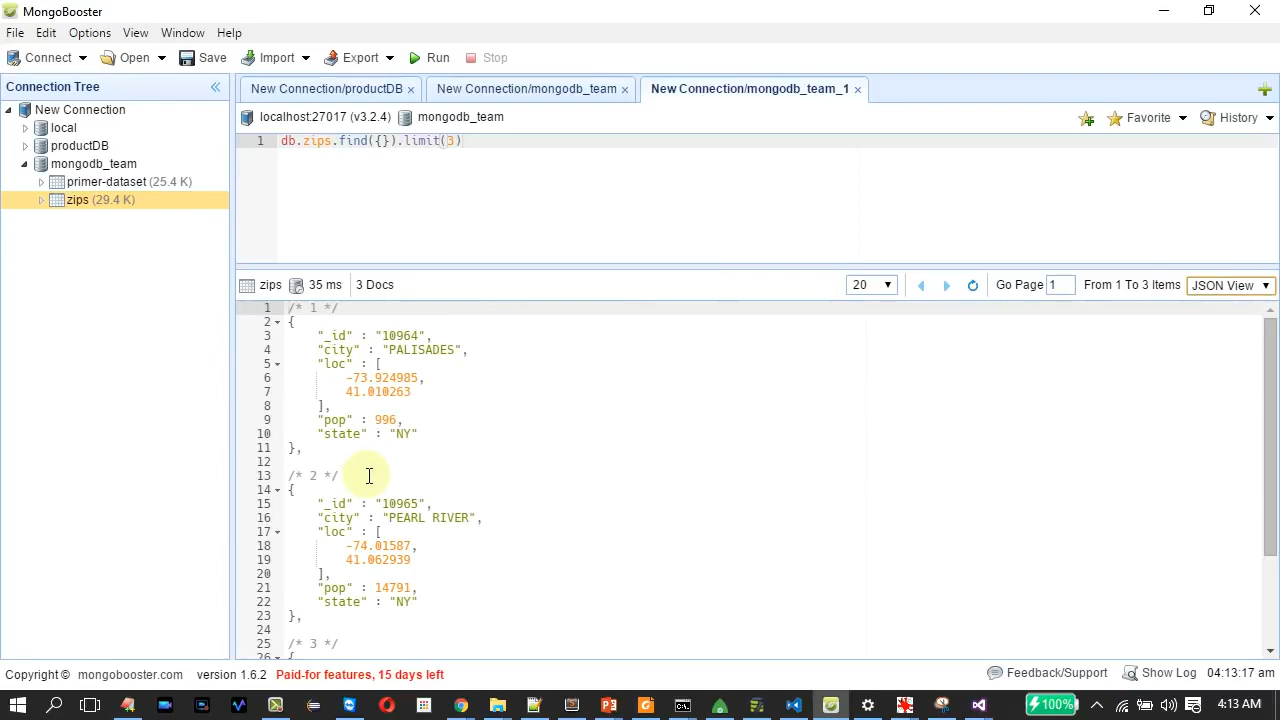 MongoBooster
File Edit Options View Window Help
Connect Open Save Import Export Run Stop
Connection Tree
New Connection
local
productDB
mongodb_team
primer-dataset (25.4 K)
zips (29.4 K)
New Connection/productDB × New Connection/mongodb_team × New Connection/mongodb_team_1 ×
localhost:27017 (v3.2.4) mongodb_team Favorite History
1 db.zips.find({}).limit(3)
zips 35 ms 3 Docs 20 Go Page 1 From 1 To 3 Items JSON View
1 /* 1 */
2 {
3 "_id" : "10964",
4 "city" : "PALISADES",
5 "loc" : [
6 -73.924985,
7 41.010263
8 ],
9 "pop" : 996,
10 "state" : "NY"
11 },
12
13 /* 2 */
14 {
15 "_id" : "10965",
16 "city" : "PEARL RIVER",
17 "loc" : [
18 -74.01587,
19 41.062939
20 ],
21 "pop" : 14791,
22 "state" : "NY"
23 },
24
25 /* 3 */
26 {
Copyright © mongobooster.com version 1.6.2 Paid-for features, 15 days left Feedback/Support Show Log 04:13:17 am
100% 4:13 AM